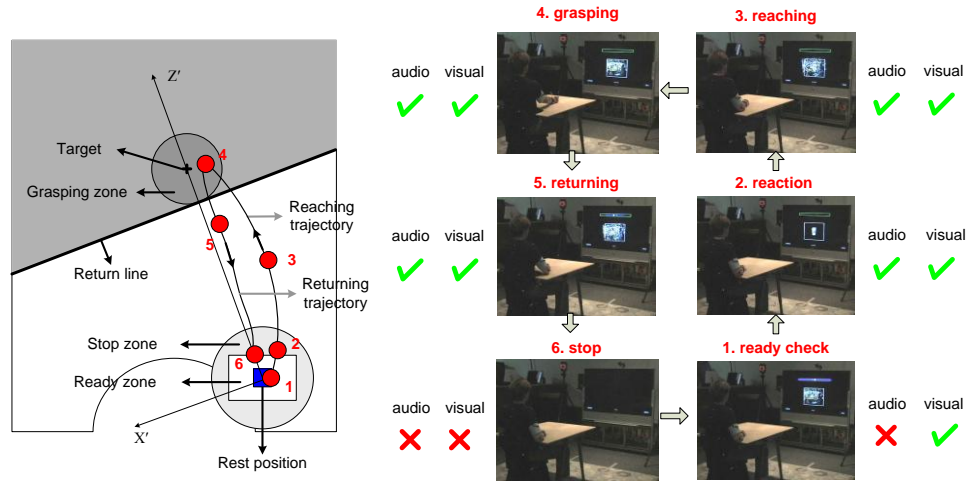 Z'
Target
Grasping zone
Return line
Reaching
trajectory
Returning
trajectory
Stop zone
Ready zone
X'
Rest position
1
2
3
4
5
6
4. grasping
audio visual
3. reaching
audio visual
5. returning
audio visual
2. reaction
audio visual
6. stop
audio visual
1. ready check
audio visual